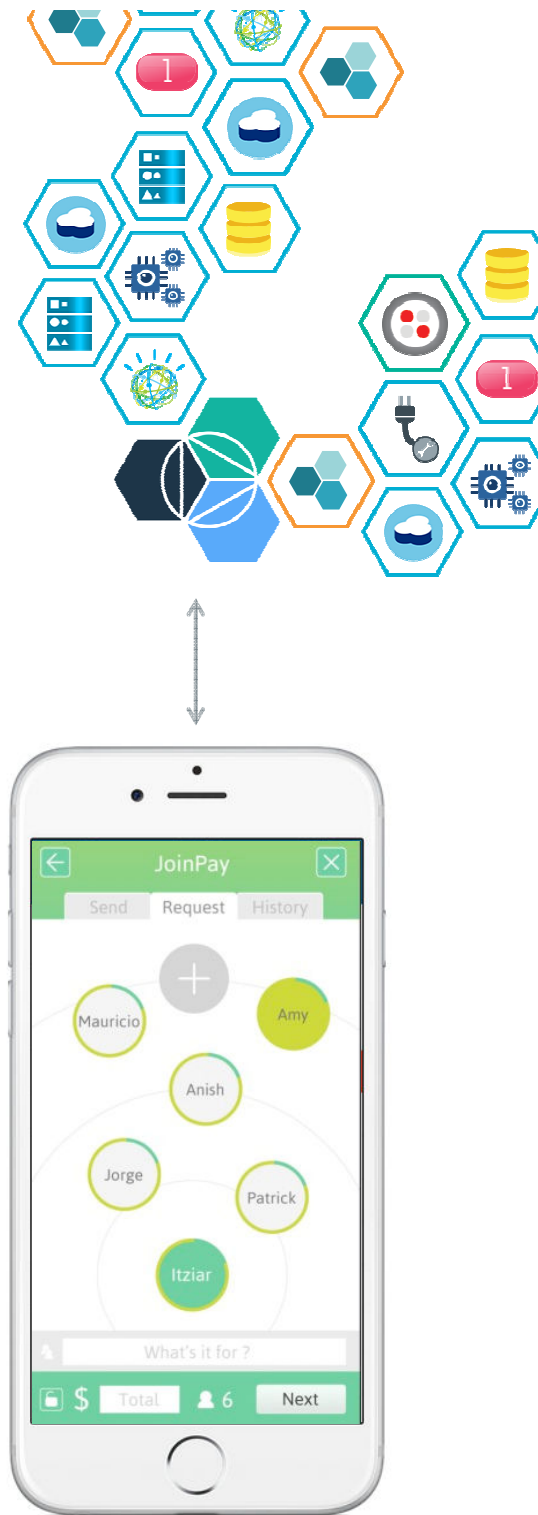 1
1
JoinPay
Send Request History
Mauricio
Amy
Anish
Jorge
Patrick
Itziar
What's it for ?
$ Total 6 Next